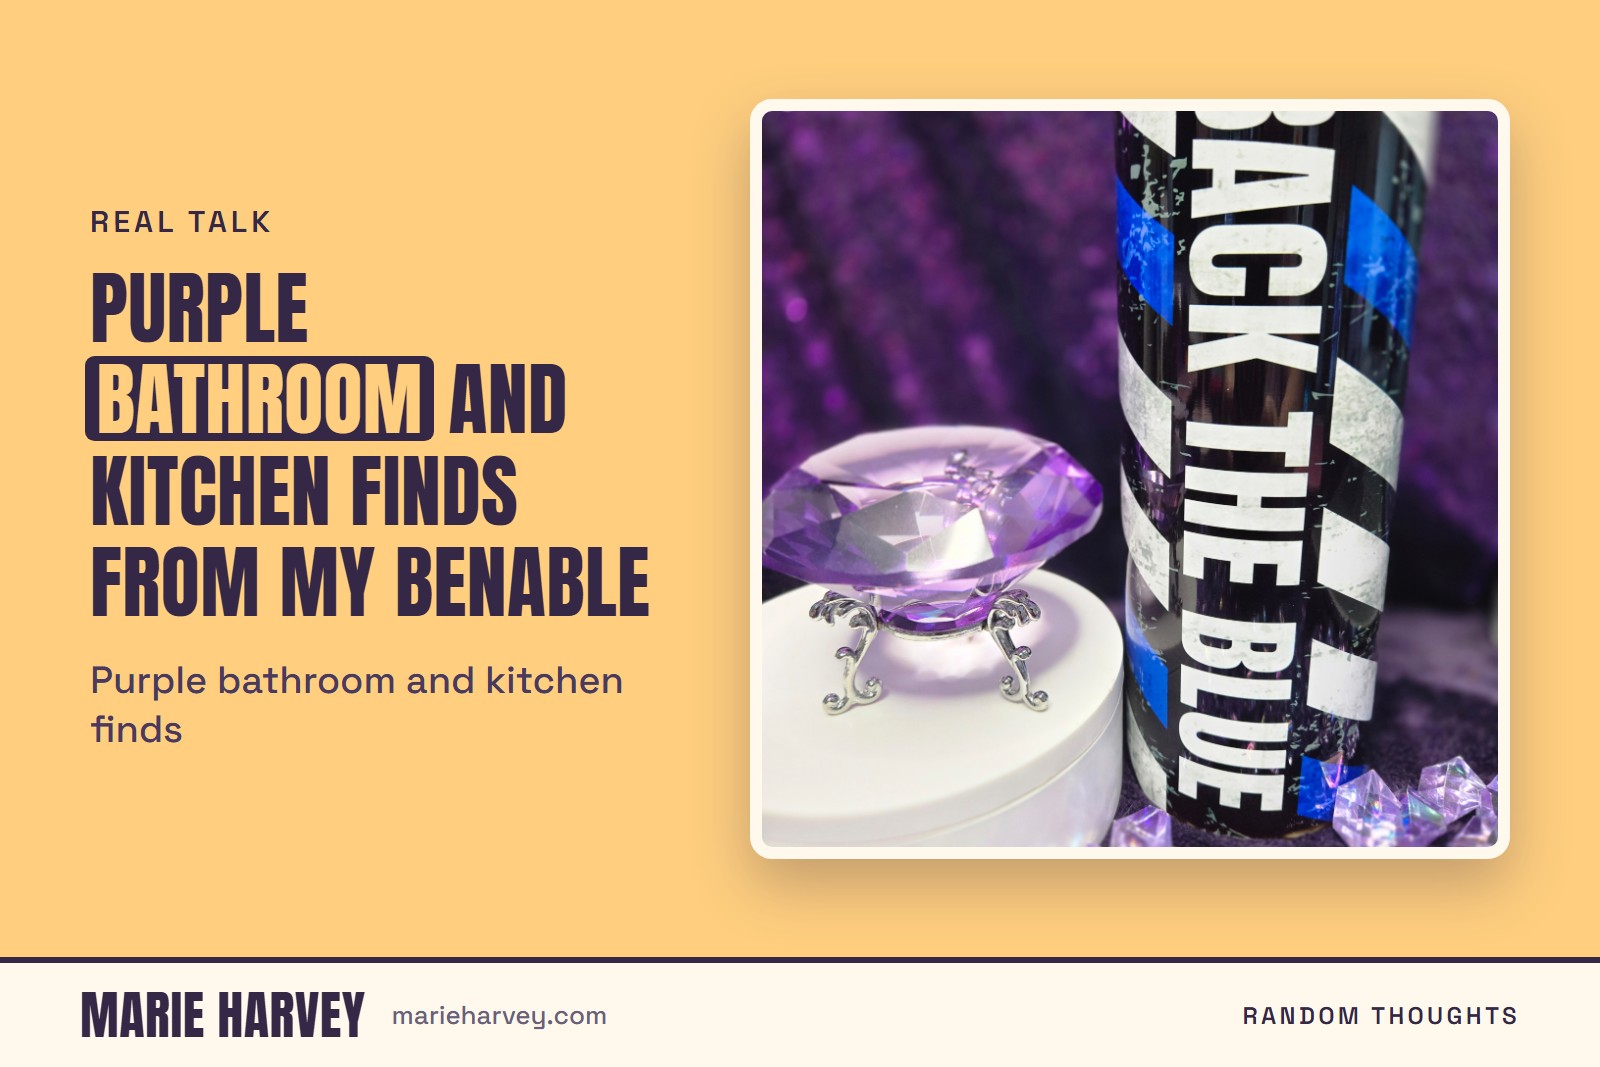 REAL TALK
PURPLE
BATHROOM AND
KITCHEN FINDS
FROM MY BENABLE
Purple bathroom and kitchen
finds
BACK THE BLUE
MARIE HARVEY
marieharvey.com
RANDOM THOUGHTS